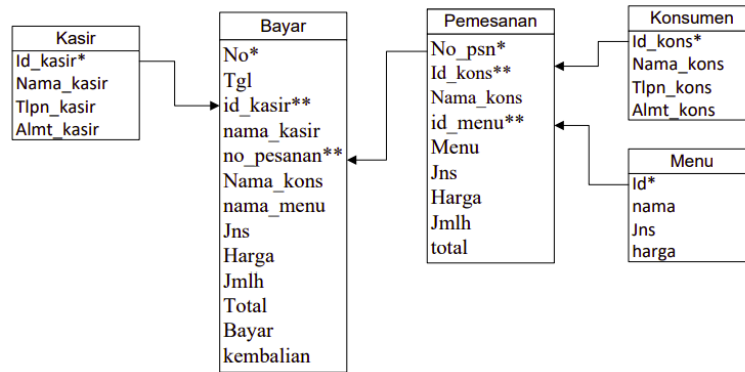 Kasir
Id_kasir*
Nama_kasir
Tlpn_kasir
Almt_kasir
Bayar
No*
Tgl
id_kasir**
nama_kasir
no_pesanan**
Nama_kons
nama_menu
Jns
Harga
Jmlh
Total
Bayar
kembalian
Pemesanan
No_psn*
Id_kons**
Nama_kons
id_menu**
Menu
Jns
Harga
Jmlh
total
Konsumen
Id_kons*
Nama_kons
Tlpn_kons
Almt_kons
Menu
Id*
nama
Jns
harga